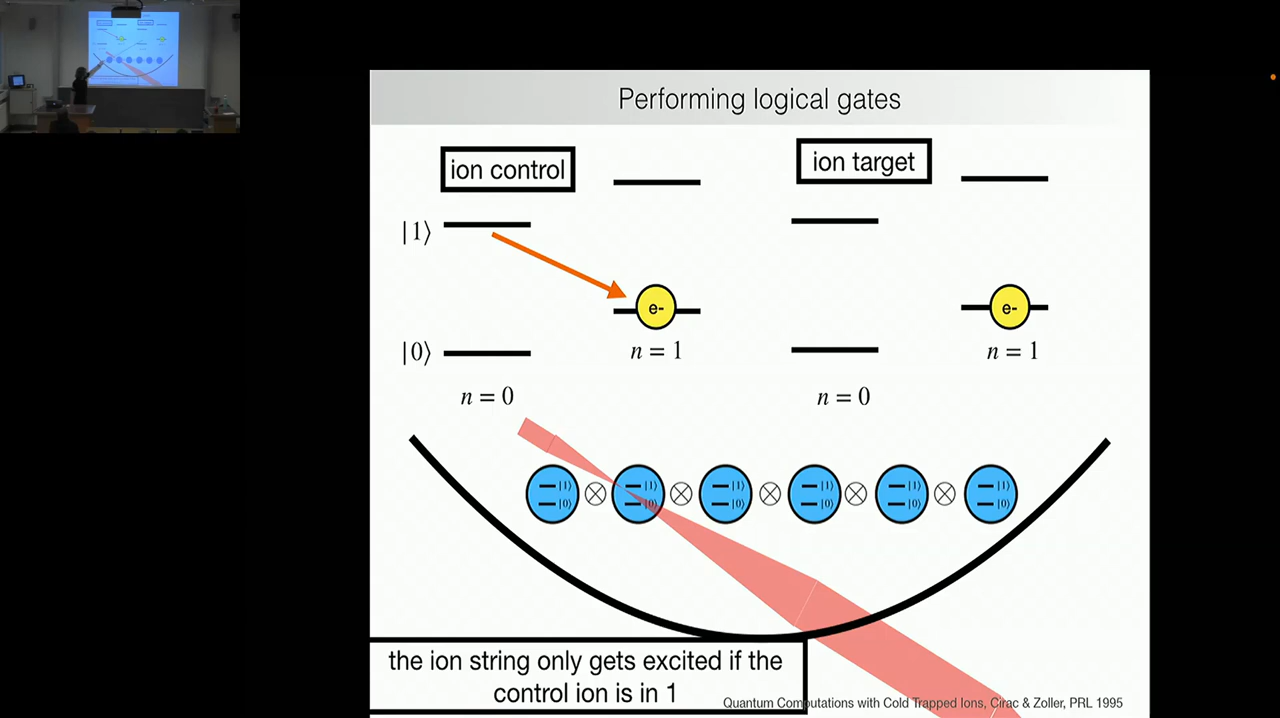 Performing logical gates
ion control
ion target
|1⟩
e-
e-
|0⟩
n = 1
n = 1
n = 0
n = 0
|1⟩ |1⟩ |1⟩ |1⟩ |1⟩ |1⟩
|0⟩ |0⟩ |0⟩ |0⟩ |0⟩ |0⟩
the ion string only gets excited if the
control ion is in 1
Quantum Computations with Cold Trapped Ions, Cirac & Zoller, PRL 1995